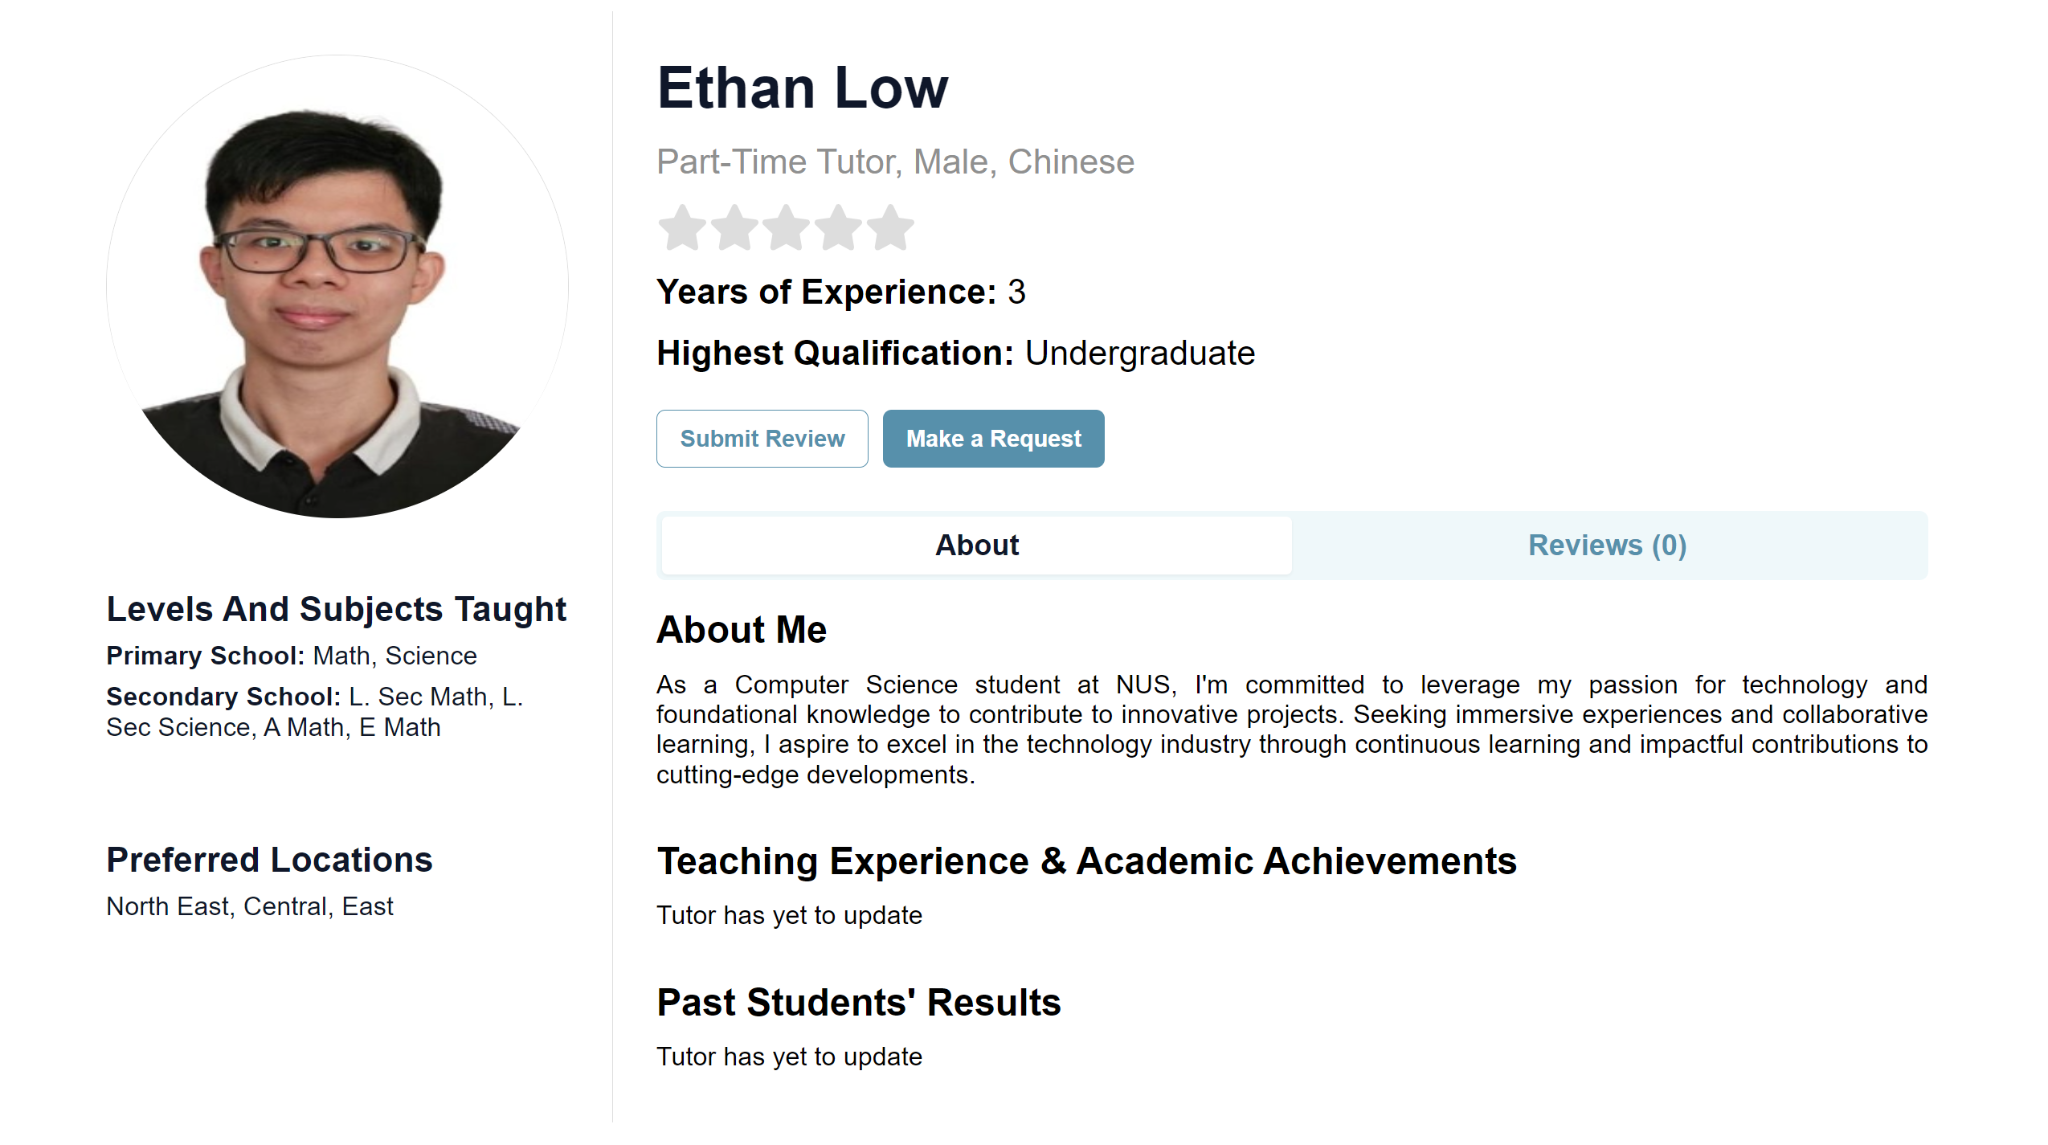 Ethan Low
Part-Time Tutor, Male, Chinese
Years of Experience: 3
Highest Qualification: Undergraduate
Submit Review
Make a Request
About
Reviews (0)
About Me
As a Computer Science student at NUS, I'm committed to leverage my passion for technology and
foundational knowledge to contribute to innovative projects. Seeking immersive experiences and collaborative
learning, I aspire to excel in the technology industry through continuous learning and impactful contributions to
cutting-edge developments.
Teaching Experience & Academic Achievements
Tutor has yet to update
Past Students' Results
Tutor has yet to update
Levels And Subjects Taught
Primary School: Math, Science
Secondary School: L. Sec Math, L.
Sec Science, A Math, E Math
Preferred Locations
North East, Central, East